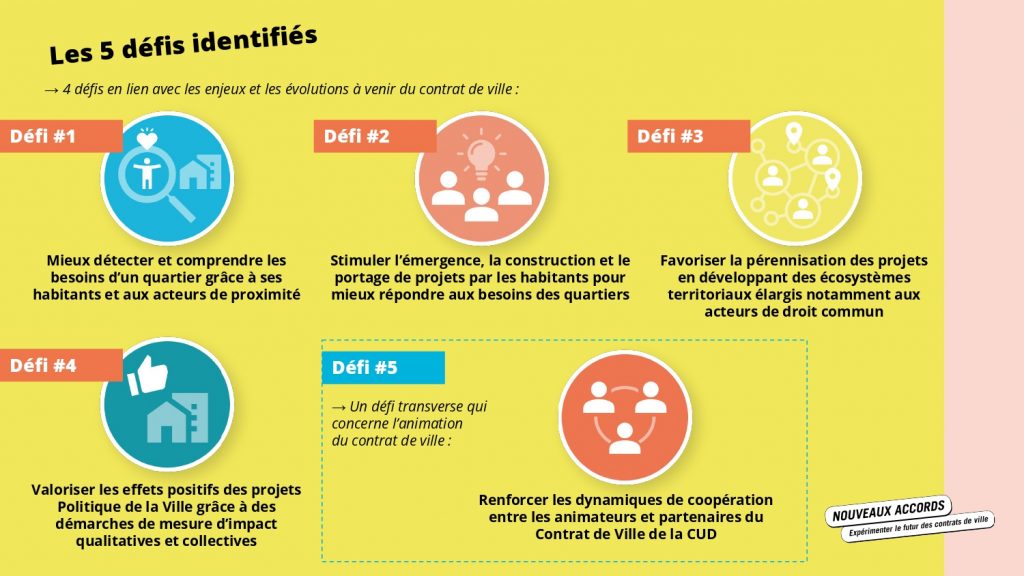 Les 5 défis identifiés
→ 4 défis en lien avec les enjeux et les évolutions à venir du contrat de ville :
Défi #1
Mieux détecter et comprendre les
besoins d’un quartier grâce à ses
habitants et aux acteurs de proximité
Défi #2
Stimuler l’émergence, la construction et le
portage de projets par les habitants pour
mieux répondre aux besoins des quartiers
Défi #3
Favoriser la pérennisation des projets
en développant des écosystèmes
territoriaux élargis notamment aux
acteurs de droit commun
Défi #4
Valoriser les effets positifs des projets
Politique de la Ville grâce à des
démarches de mesure d’impact
qualitatives et collectives
Défi #5
→ Un défi transverse qui
concerne l’animation
du contrat de ville :
Renforcer les dynamiques de coopération
entre les animateurs et partenaires du
Contrat de Ville de la CUD
NOUVEAUX ACCORDS
Expérimenter le futur des contrats de ville